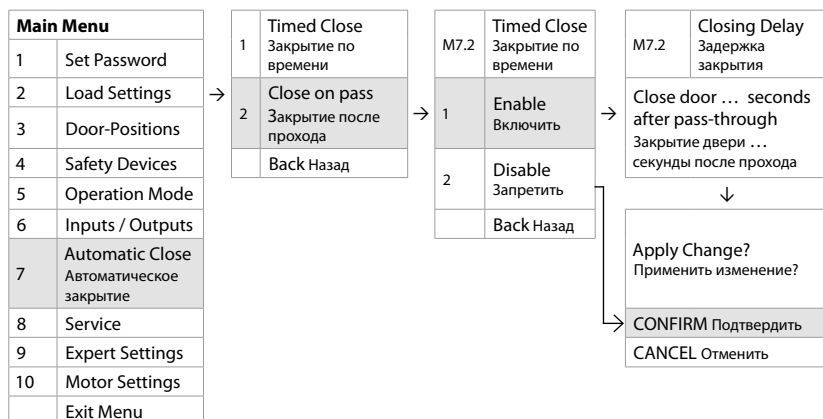 Main Menu
1 Set Password
2 Load Settings
3 Door-Positions
4 Safety Devices
5 Operation Mode
6 Inputs / Outputs
7 Automatic Close
Автоматическое
закрытие
8 Service
9 Expert Settings
10 Motor Settings
Exit Menu
→
1 Timed Close
Закрытие по
времени
2 Close on pass
Закрытие после
прохода
Back Назад
→
M7.2 Timed Close
Закрытие по
времени
1 Enable
Включить
2 Disable
Запретить
Back Назад
→
M7.2 Closing Delay
Задержка
закрытия
Close door … seconds
after pass-through
Закрытие двери …
секунды после прохода
↓
Apply Change?
Применить изменение?
CONFIRM Подтвердить
CANCEL Отменить